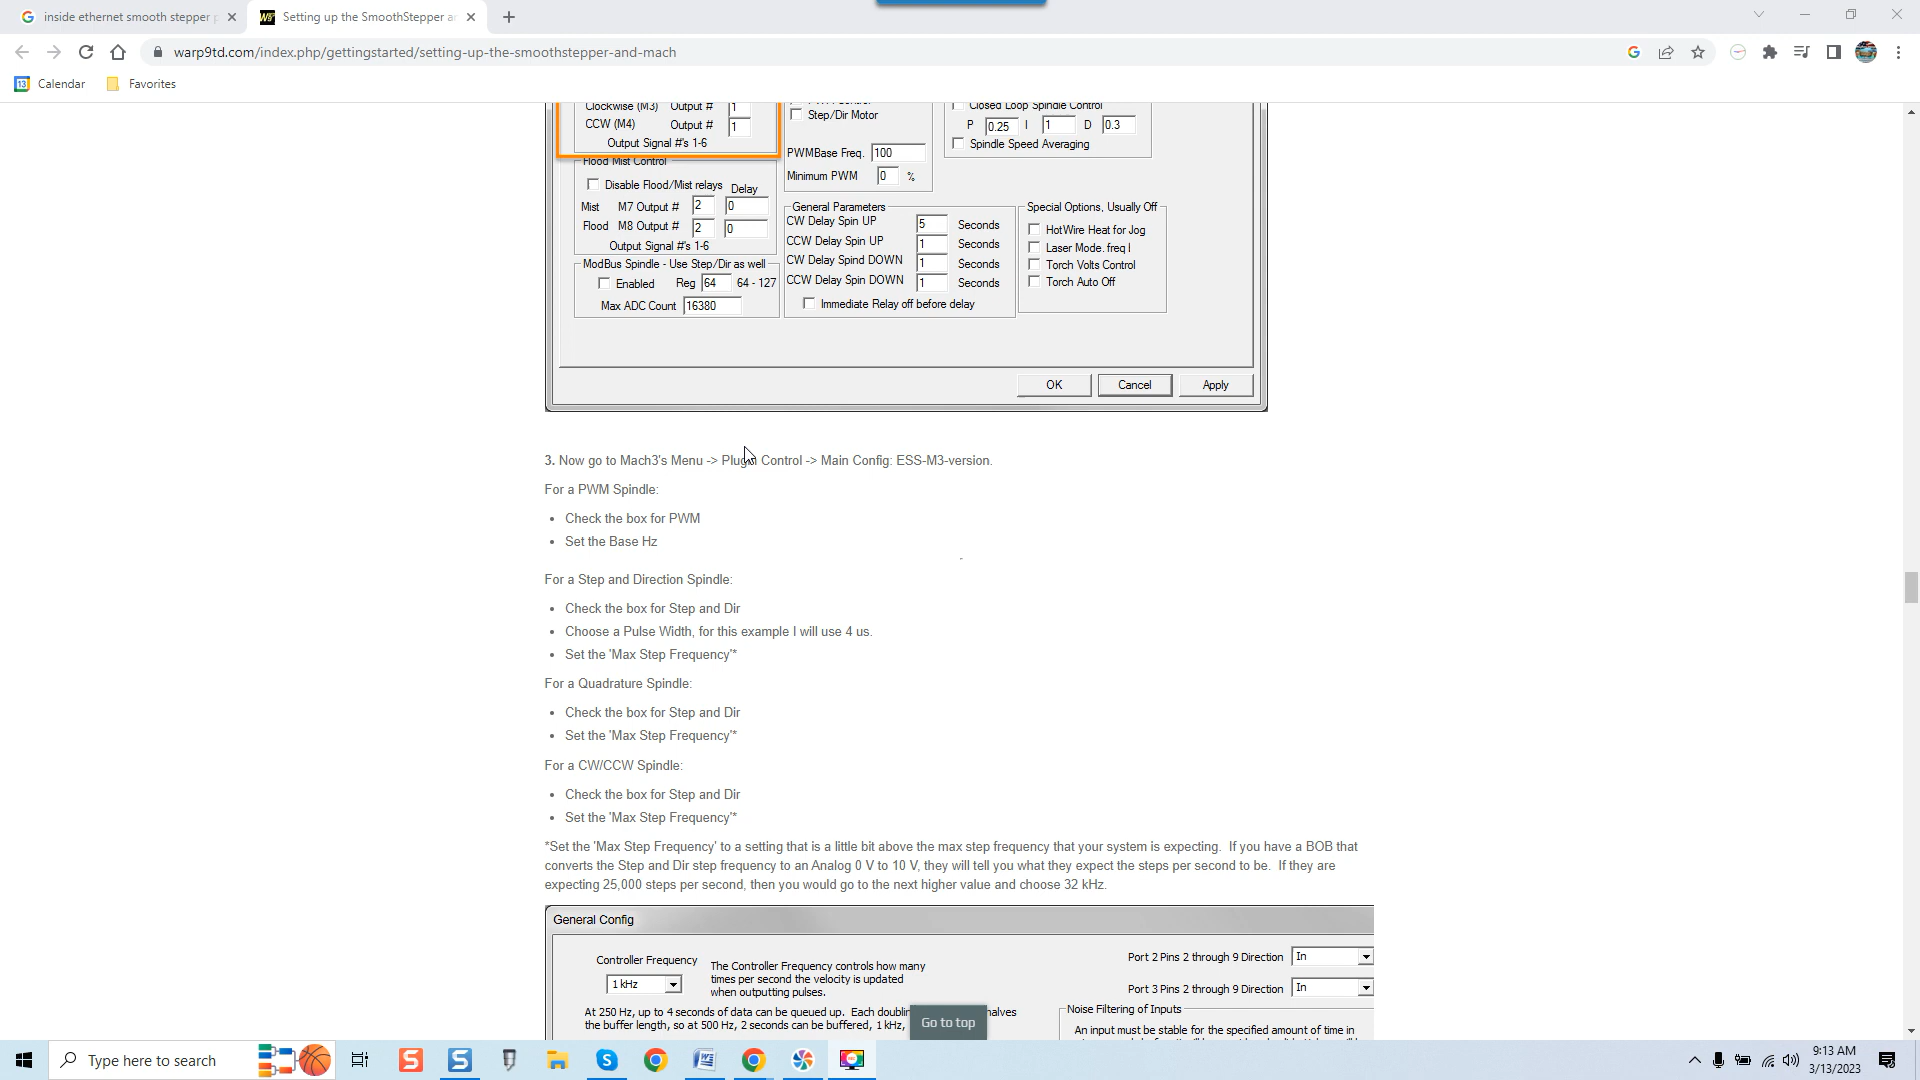 inside ethernet smooth stepper p
Setting up the SmoothStepper an
warp9td.com/index.php/gettingstarted/setting-up-the-smoothstepper-and-mach
Calendar
Favorites
Clockwise (M3) Output # 1
CCW (M4) Output # 1
Output Signal #'s 1-6
Flood Mist Control
Disable Flood/Mist relays Delay
Mist M7 Output # 2 0
Flood M8 Output # 2 0
Output Signal #'s 1-6
ModBus Spindle - Use Step/Dir as well
Enabled Reg 64 64 - 127
Max ADC Count 16380
Step/Dir Motor
PWMBase Freq. 100
Minimum PWM 0 %
General Parameters
CW Delay Spin UP 5 Seconds
CCW Delay Spin UP 1 Seconds
CW Delay Spind DOWN 1 Seconds
CCW Delay Spin DOWN 1 Seconds
Immediate Relay off before delay
Closed Loop Spindle Control
P 0.25 I 1 D 0.3
Spindle Speed Averaging
Special Options, Usually Off
HotWire Heat for Jog
Laser Mode. freq
Torch Volts Control
Torch Auto Off
OK Cancel Apply
3. Now go to Mach3's Menu -> Plugin Control -> Main Config: ESS-M3-version.
For a PWM Spindle:
• Check the box for PWM
• Set the Base Hz
For a Step and Direction Spindle:
• Check the box for Step and Dir
• Choose a Pulse Width, for this example I will use 4 us.
• Set the 'Max Step Frequency'*
For a Quadrature Spindle:
• Check the box for Step and Dir
• Set the 'Max Step Frequency'*
For a CW/CCW Spindle:
• Check the box for Step and Dir
• Set the 'Max Step Frequency'*
*Set the 'Max Step Frequency' to a setting that is a little bit above the max step frequency that your system is expecting. If you have a BOB that
converts the Step and Dir step frequency to an Analog 0 V to 10 V, they will tell you what they expect the steps per second to be. If they are
expecting 25,000 steps per second, then you would go to the next higher value and choose 32 kHz.
General Config
Controller Frequency
1 kHz
The Controller Frequency controls how many
times per second the velocity is updated
when outputting pulses.
At 250 Hz, up to 4 seconds of data can be queued up. Each doubling halves
the buffer length, so at 500 Hz, 2 seconds can be buffered, 1 kHz,
Port 2 Pins 2 through 9 Direction In
Port 3 Pins 2 through 9 Direction In
Noise Filtering of Inputs
An input must be stable for the specified amount of time in
Go to top
Type here to search
9:13 AM
3/13/2023